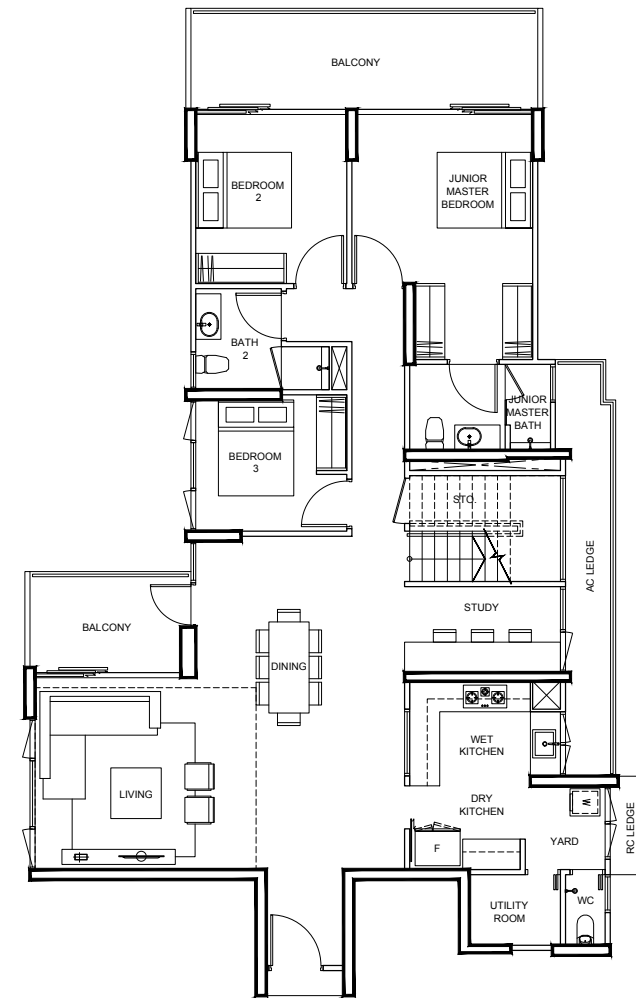 BALCONY
BEDROOM
2
JUNIOR
MASTER
BEDROOM
BATH
2
JUNIOR
MASTER
BATH
BEDROOM
3
STO.
AC LEDGE
STUDY
BALCONY
DINING
WET
KITCHEN
LIVING
DRY
KITCHEN
W
F
YARD
RC LEDGE
UTILITY
ROOM
WC